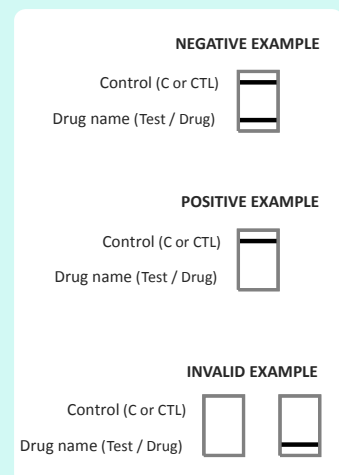 NEGATIVE EXAMPLE
Control (C or CTL)
Drug name (Test / Drug)
POSITIVE EXAMPLE
Control (C or CTL)
Drug name (Test / Drug)
INVALID EXAMPLE
Control (C or CTL)
Drug name (Test / Drug)